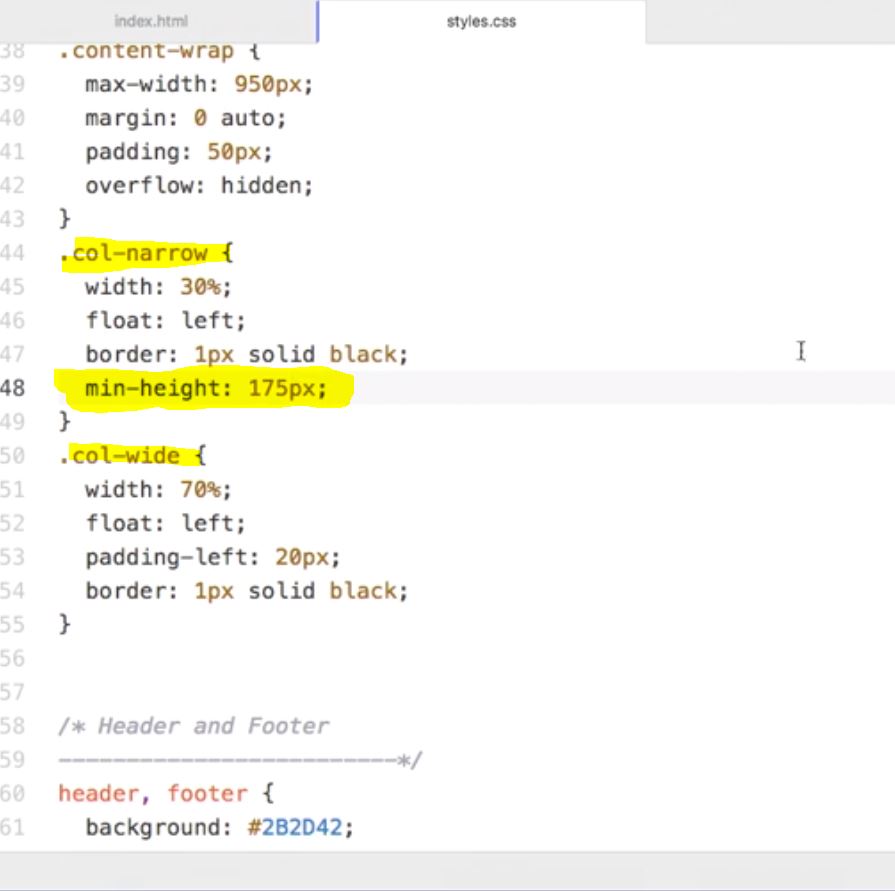 index.html styles.css
38 .content-wrap {
39 max-width: 950px;
40 margin: 0 auto;
41 padding: 50px;
42 overflow: hidden;
43 }
44 .col-narrow {
45 width: 30%;
46 float: left;
47 border: 1px solid black;
48 min-height: 175px;
49 }
50 .col-wide {
51 width: 70%;
52 float: left;
53 padding-left: 20px;
54 border: 1px solid black;
55 }
56
57
58 /* Header and Footer
59 -------------------------*/
60 header, footer {
61 background: #2B2D42;